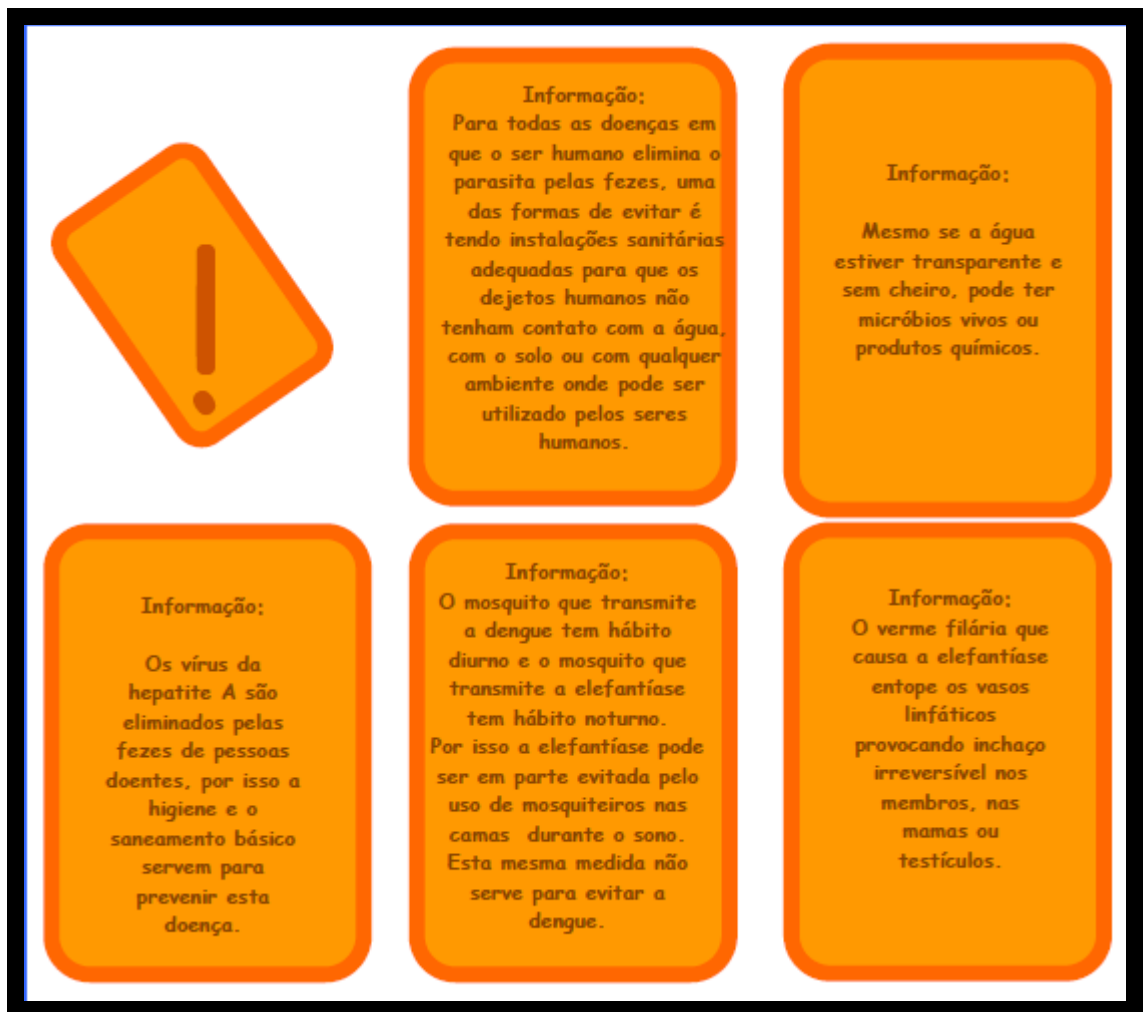 !
Informação:
Para todas as doenças em
que o ser humano elimina o
parasita pelas fezes, uma
das formas de evitar é
tendo instalações sanitárias
adequadas para que os
dejetos humanos não
tenham contato com a água,
com o solo ou com qualquer
ambiente onde pode ser
utilizado pelos seres
humanos.
Informação:
Mesmo se a água
estiver transparente e
sem cheiro, pode ter
micróbios vivos ou
produtos químicos.
Informação:
Os vírus da
hepatite A são
eliminados pelas
fezes de pessoas
doentes, por isso a
higiene e o
saneamento básico
servem para
prevenir esta
doença.
Informação:
O mosquito que transmite
a dengue tem hábito
diurno e o mosquito que
transmite a elefantíase
tem hábito noturno.
Por isso a elefantíase pode
ser em parte evitada pelo
uso de mosquiteiros nas
camas durante o sono.
Esta mesma medida não
serve para evitar a
dengue.
Informação:
O verme filária que
causa a elefantíase
entope os vasos
linfáticos
provocando inchaço
irreversível nos
membros, nas
mamas ou
testículos.